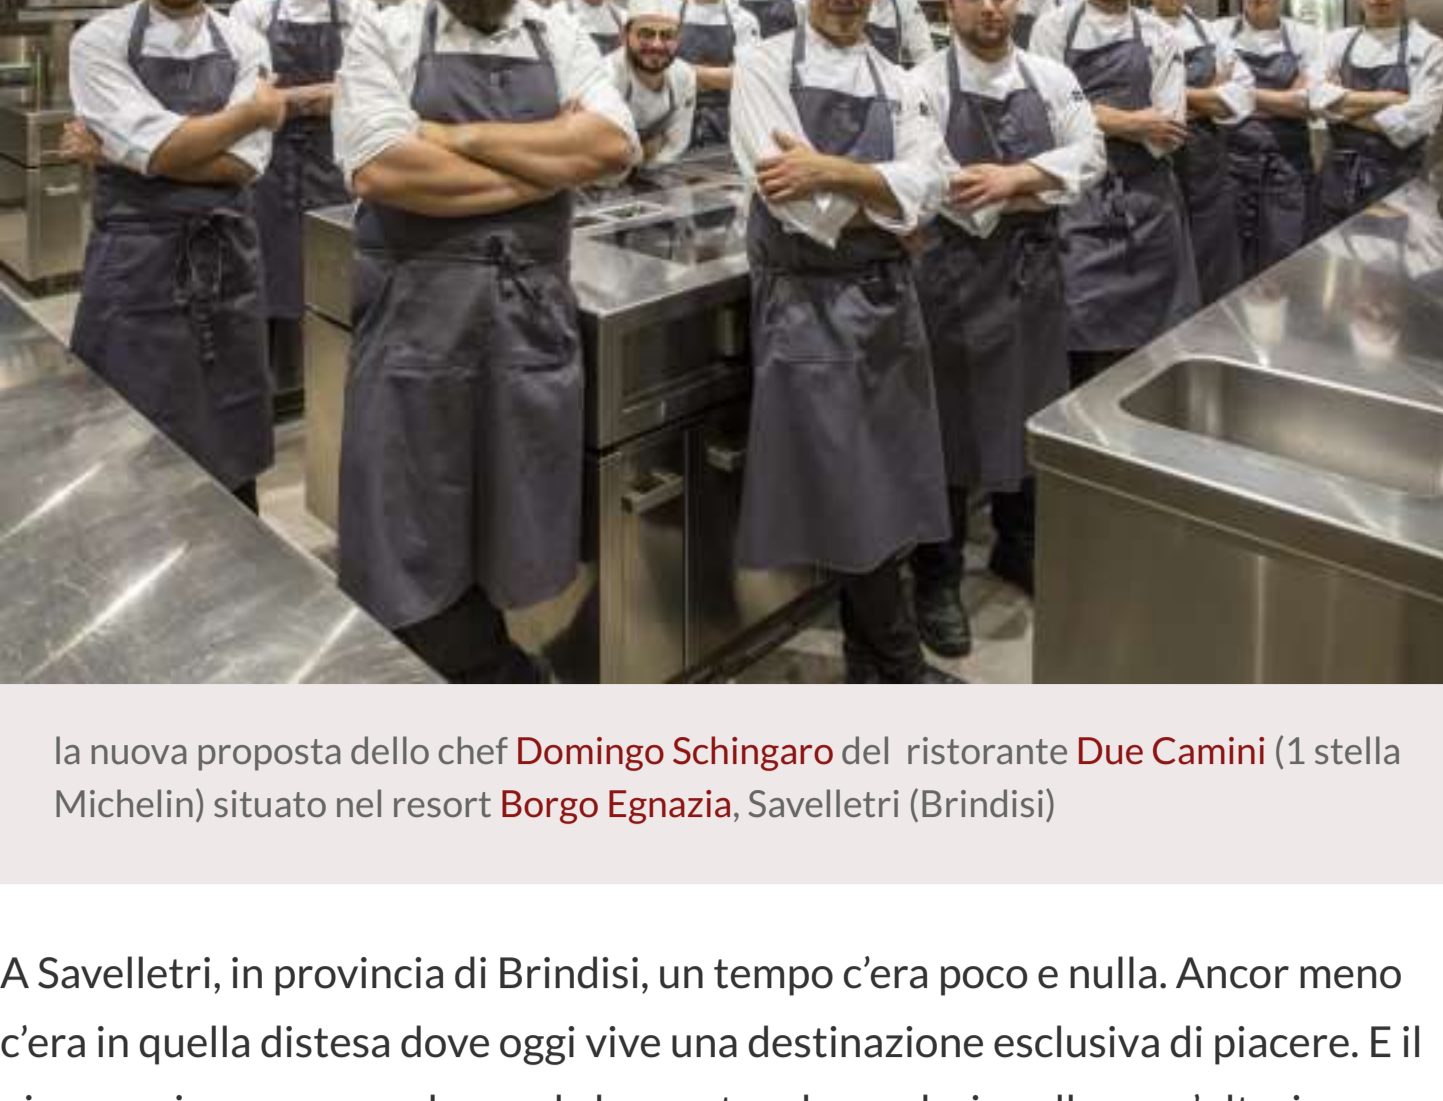 la nuova proposta dello chef Domingo Schingaro del  ristorante Due Camini (1 stella
Michelin) situato nel resort Borgo Egnazia, Savelletri (Brindisi)
A Savelletri, in provincia di Brindisi, un tempo c’era poco e nulla. Ancor meno
c’era in quella distesa dove oggi vive una destinazione esclusiva di piacere. E il